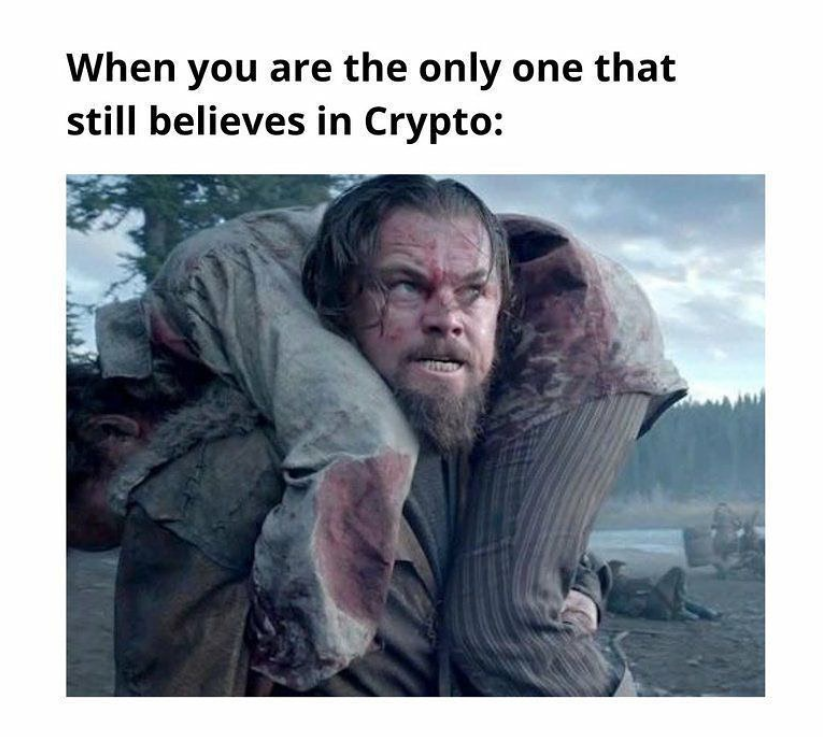 When you are the only one that
still believes in Crypto: